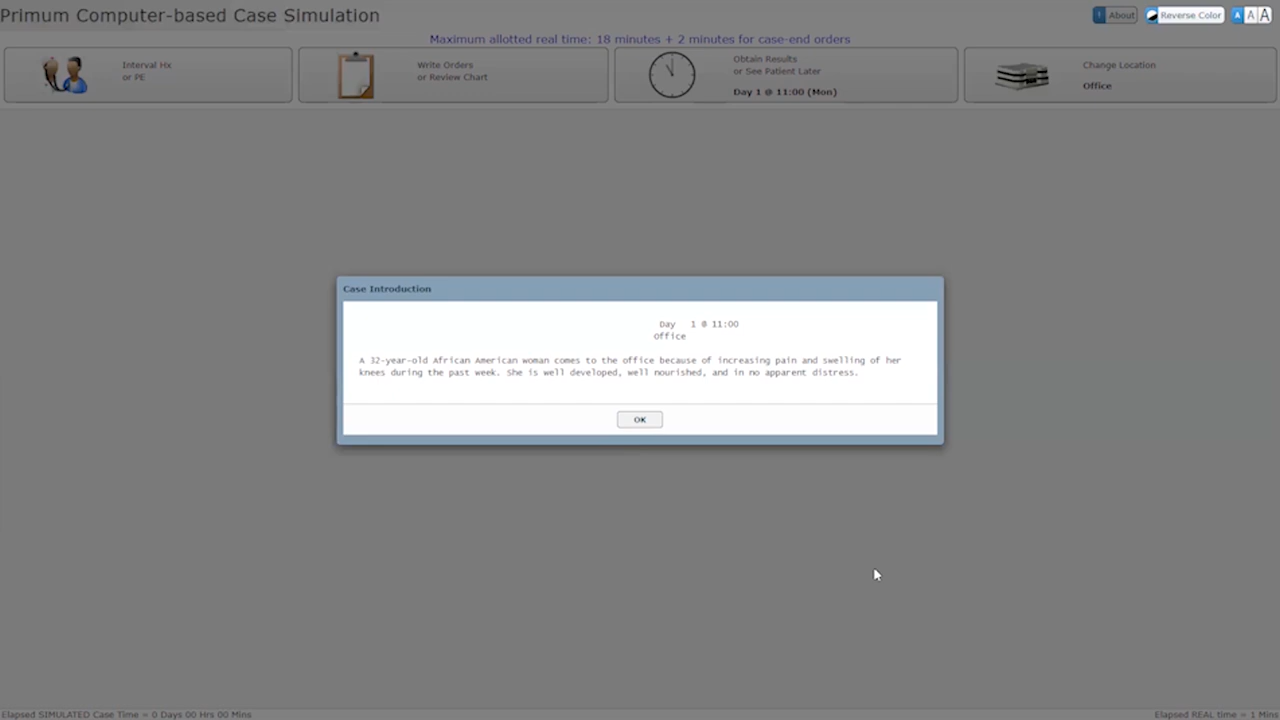 Primum Computer-based Case Simulation
! About
Reverse Color
A A A
Maximum allotted real time: 18 minutes + 2 minutes for case-end orders
Interval Hx
or PE
Write Orders
or Review Chart
Obtain Results
or See Patient Later
Day 1 @ 11:00 (Mon)
Change Location
Office
Case Introduction
Day 1 @ 11:00
Office
A 32-year-old African American woman comes to the office because of increasing pain and swelling of her
knees during the past week. She is well developed, well nourished, and in no apparent distress.
OK
Elapsed SIMULATED Case Time = 0 Days 00 Hrs 00 Mins
Elapsed REAL time = 1 Mins